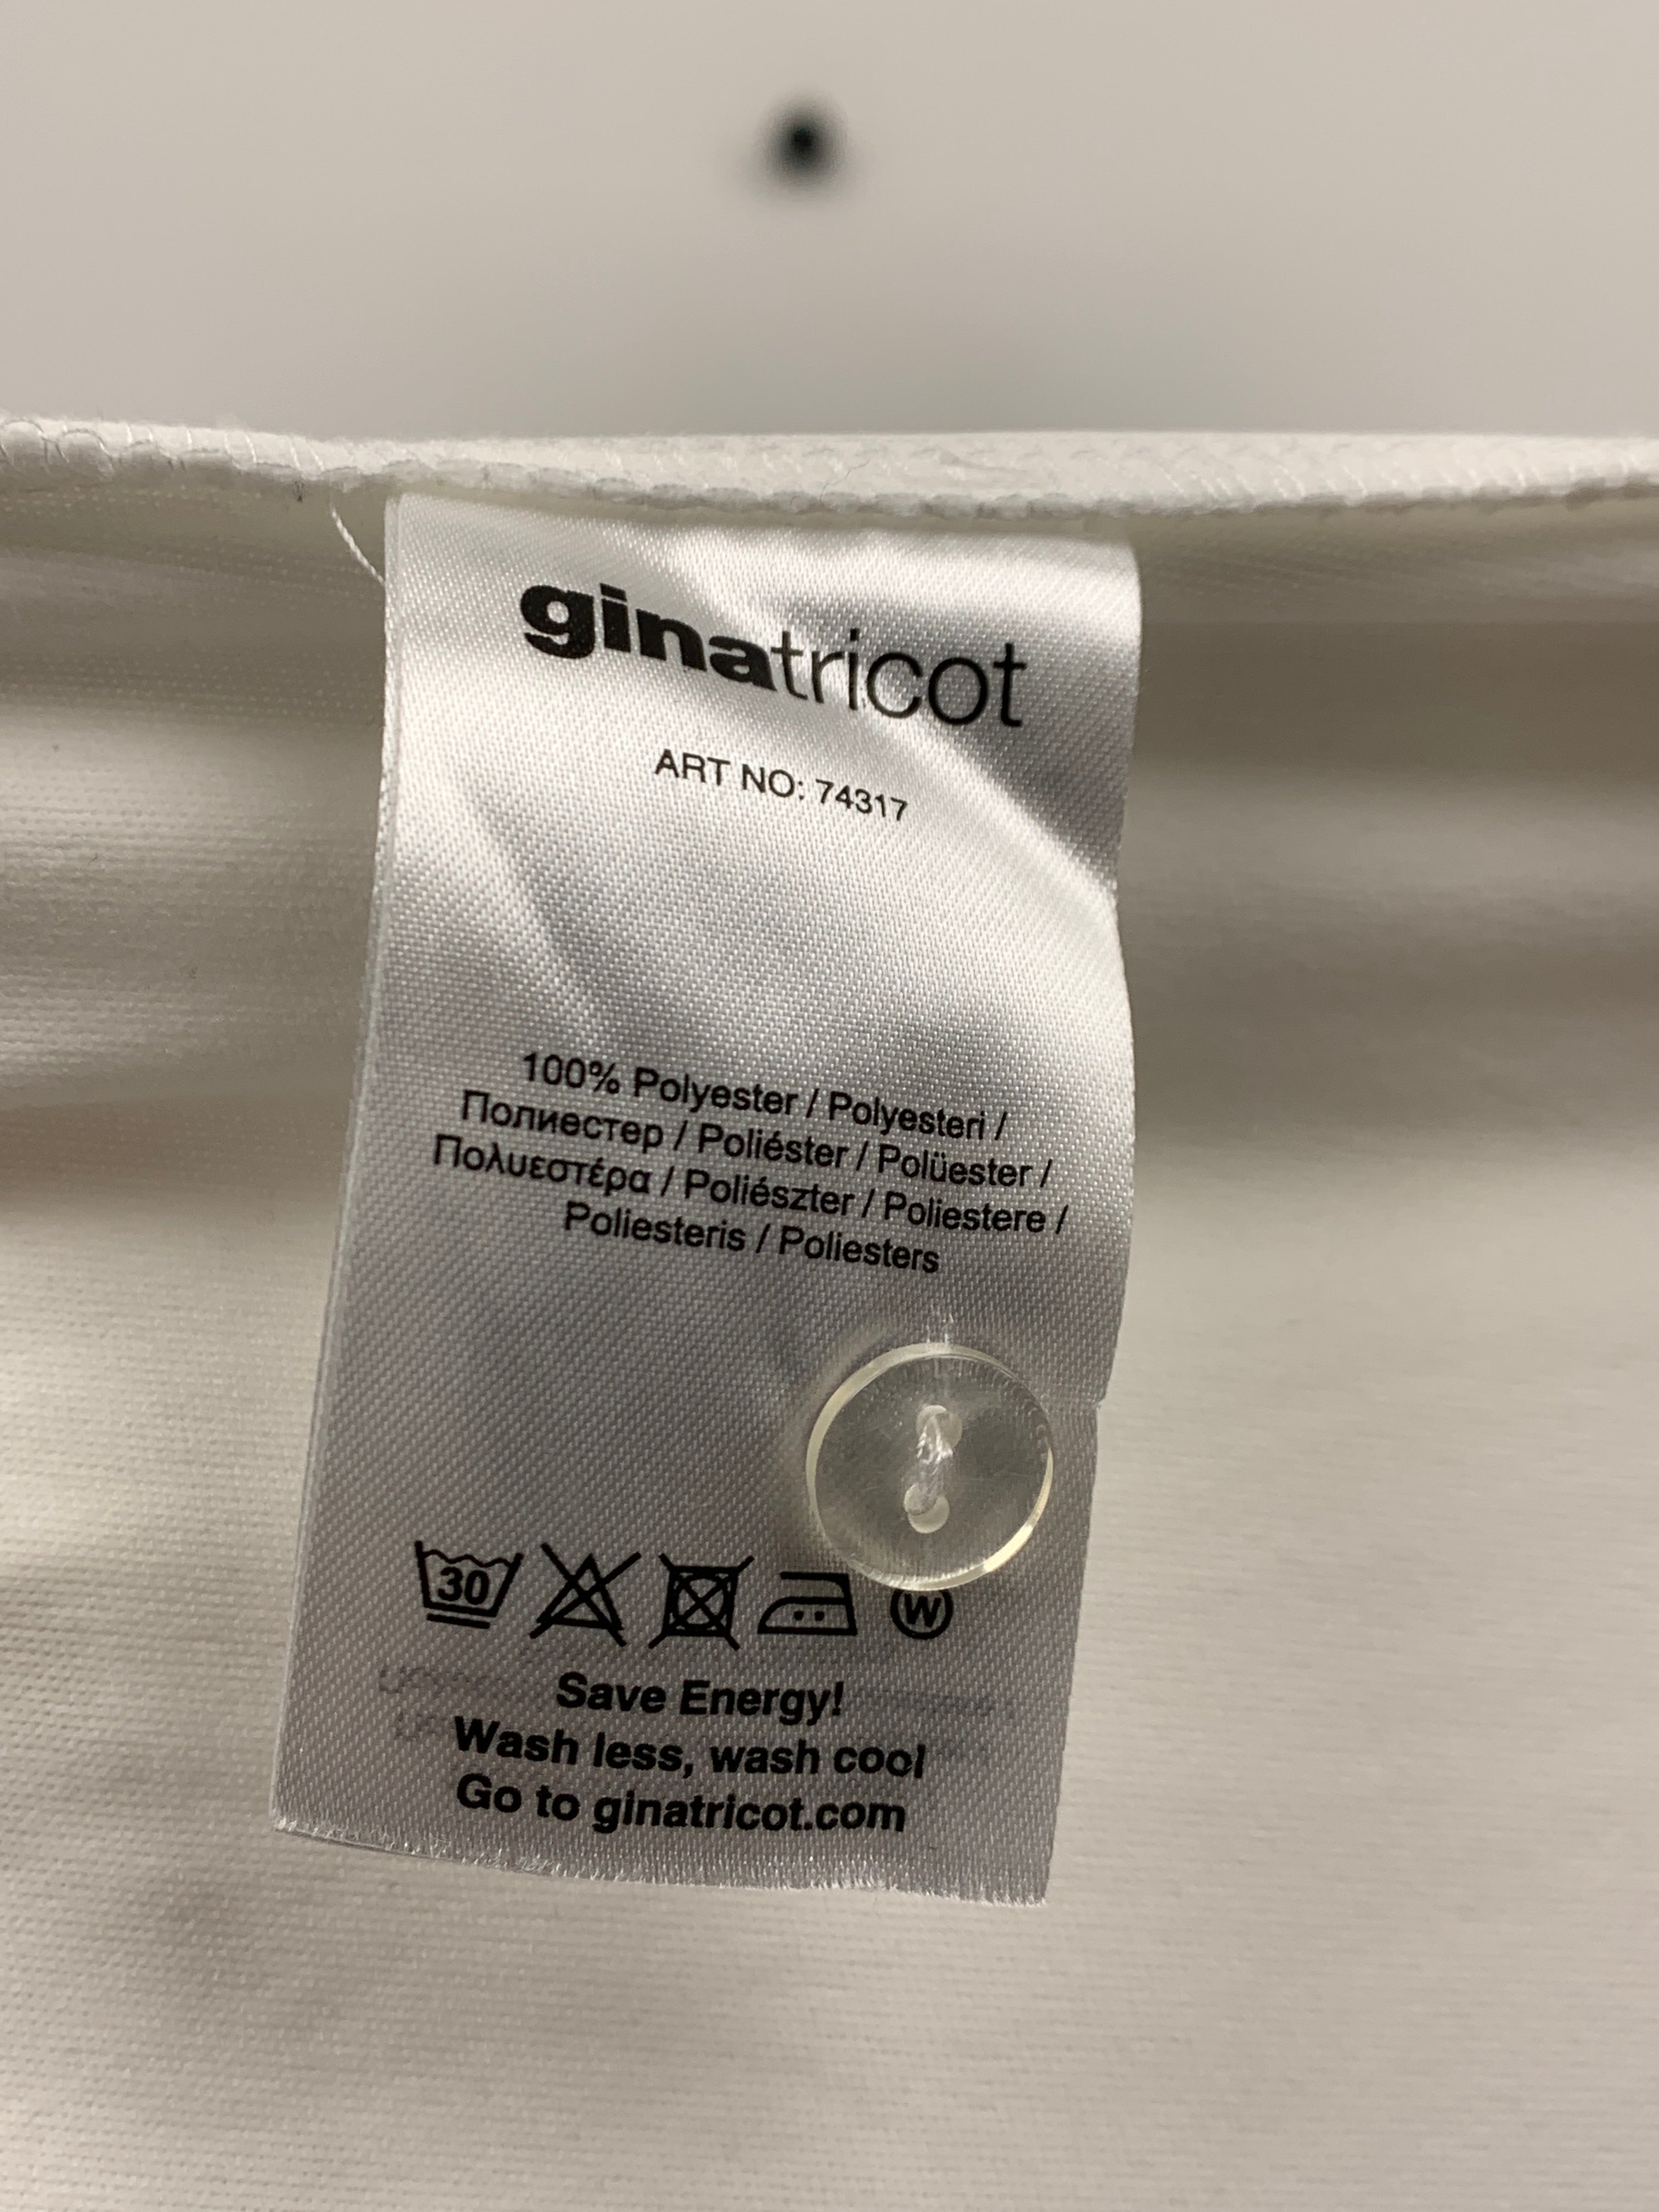 ginatricot
ART NO: 74317
100% Polyester / Polyesteri /
Полиестер / Poliéster / Polüester /
Πολυεστέρα / Poliészter / Poliestere /
Poliesteris / Poliesters
30
W
Save Energy!
Wash less, wash cool
Go to ginatricot.com